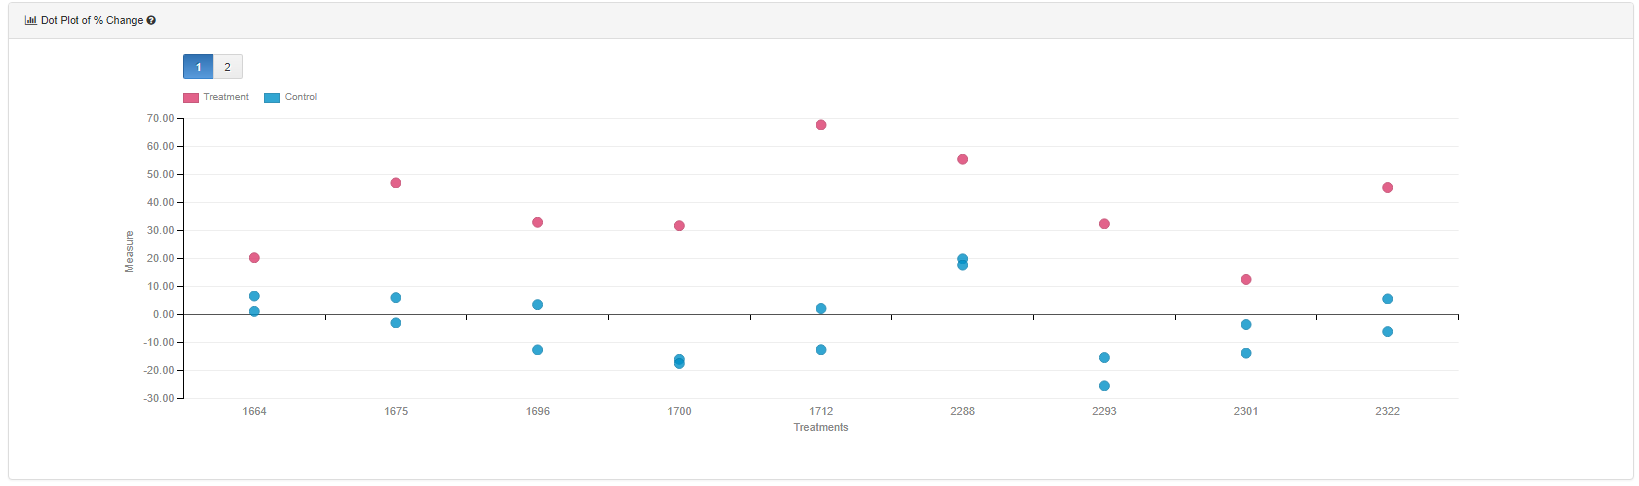 Dot Plot of % Change ?
1 2
Treatment Control
70.00
60.00
50.00
40.00
30.00
20.00
10.00
0.00
-10.00
-20.00
-30.00
Measure
1664 1675 1696 1700 1712 2288 2293 2301 2322
Treatments